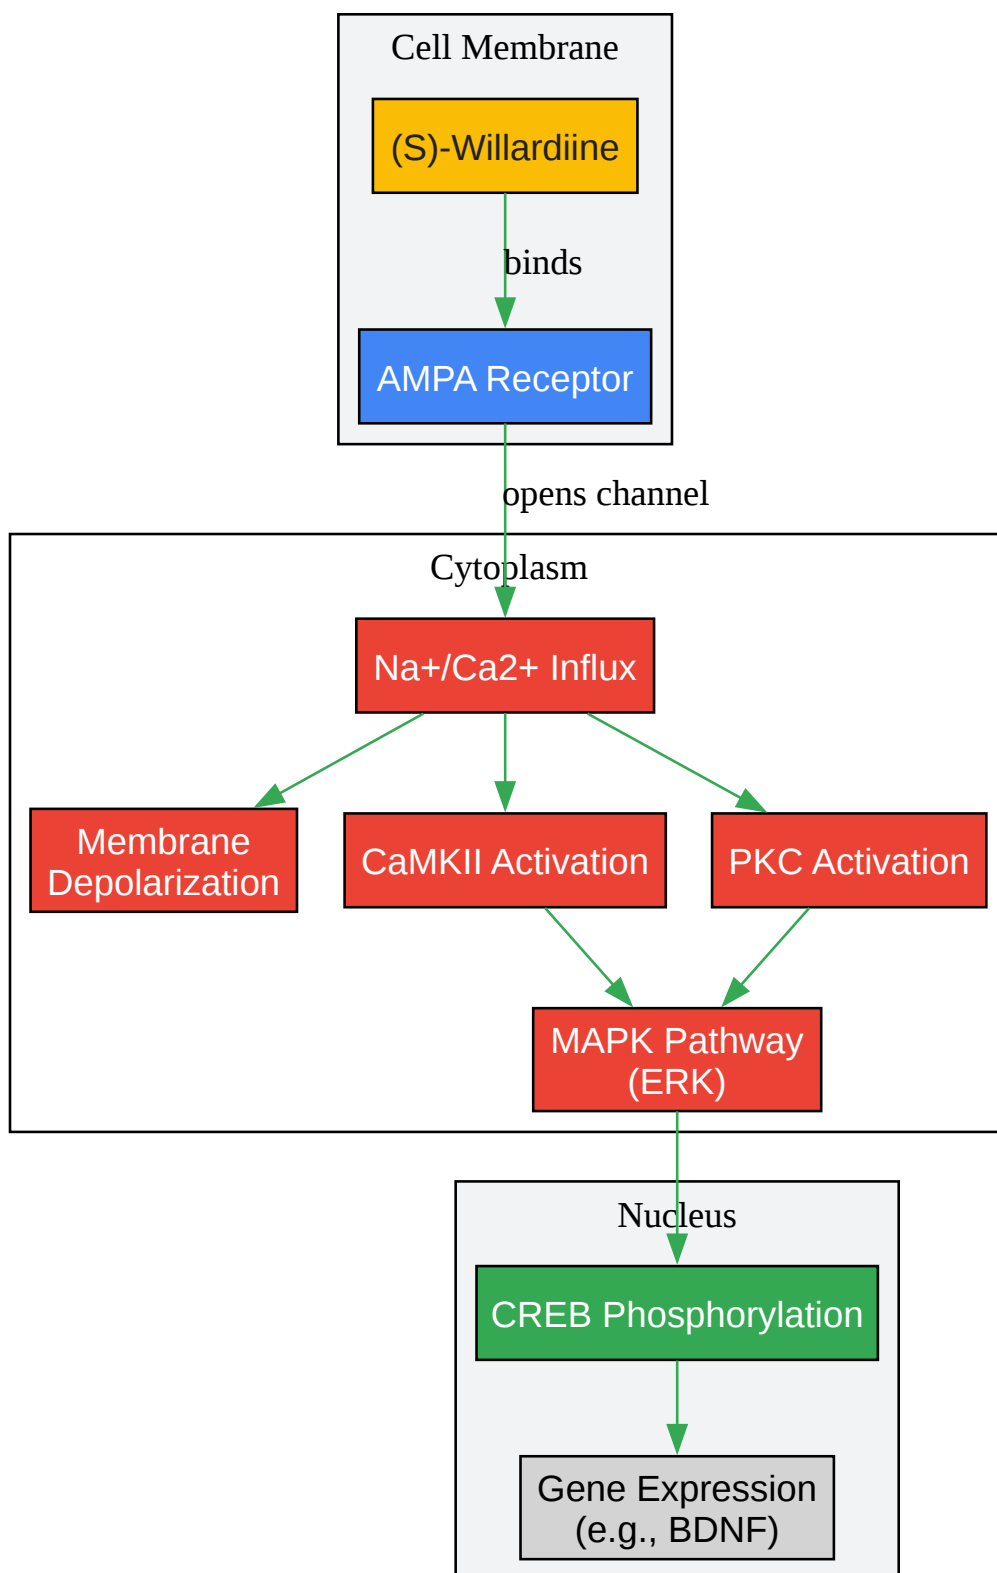 Cell Membrane
(S)-Willardiine
binds
AMPA Receptor
opens channel
Cytoplasm
Na+/Ca2+ Influx
Membrane
Depolarization
CaMKII Activation
PKC Activation
MAPK Pathway
(ERK)
Nucleus
CREB Phosphorylation
Gene Expression
(e.g., BDNF)